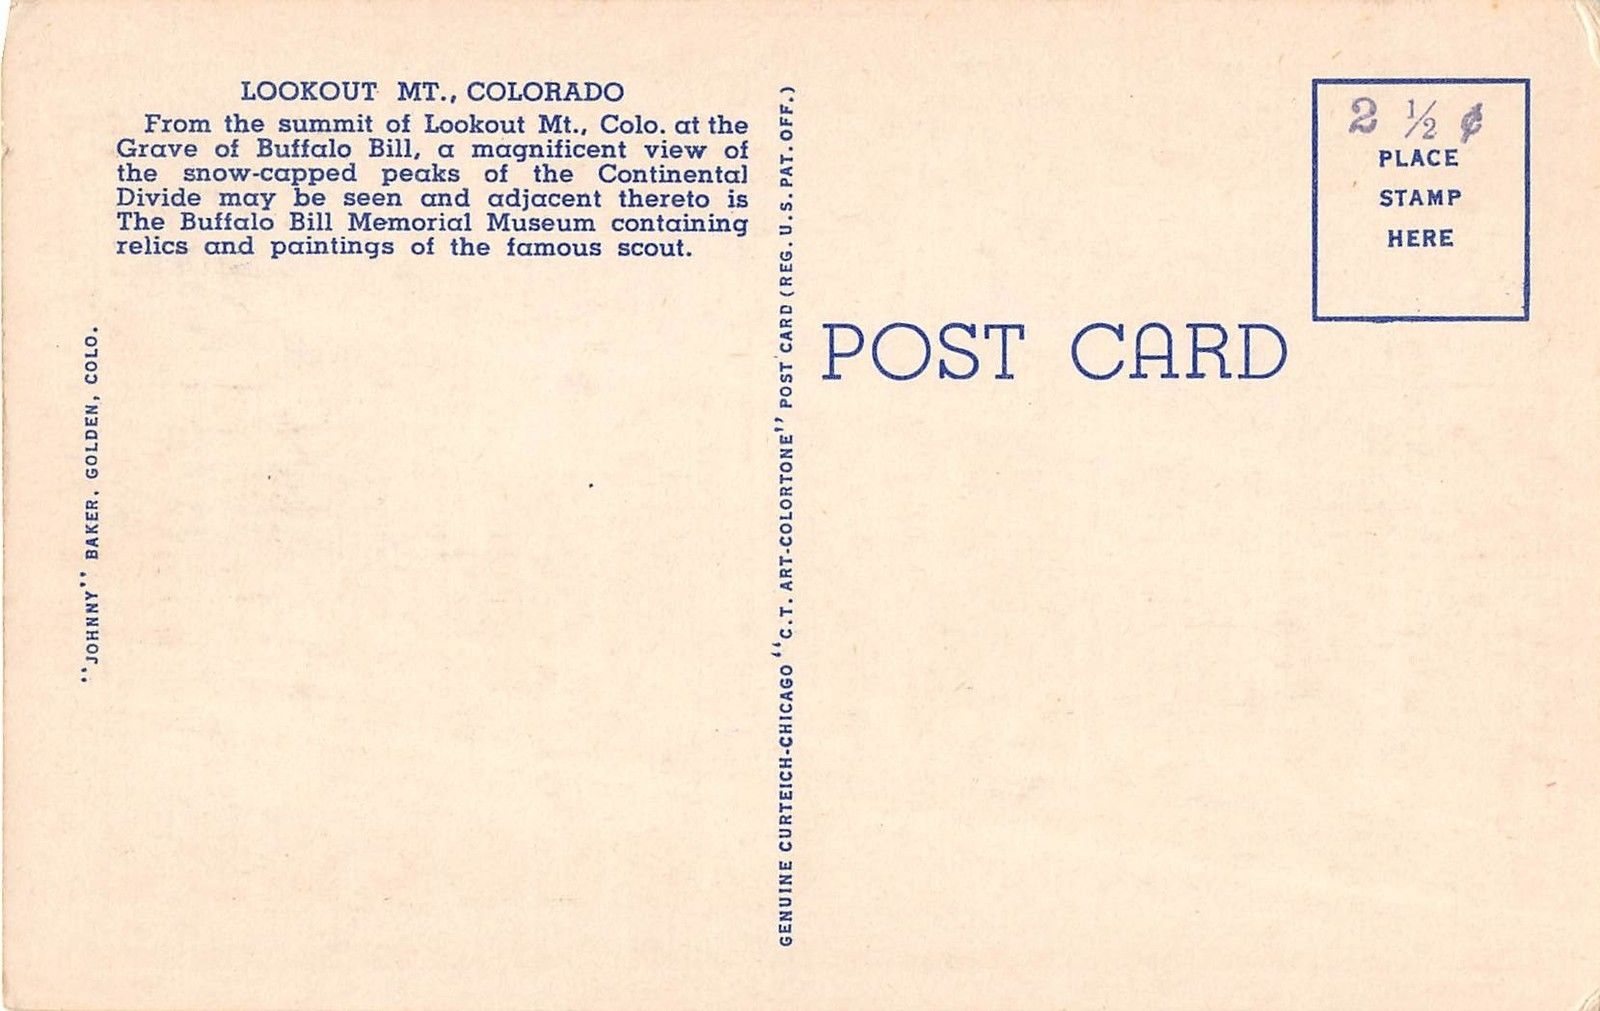 LOOKOUT MT., COLORADO
From the summit of Lookout Mt., Colo. at the
Grave of Buffalo Bill, a magnificent view of
the snow-capped peaks of the Continental
Divide may be seen and adjacent thereto is
The Buffalo Bill Memorial Museum containing
relics and paintings of the famous scout.
"JOHNNY" BAKER, GOLDEN, COLO.
GENUINE CURTEICH-CHICAGO "C.T. ART-COLORTONE" POST CARD (REG. U.S. PAT. OFF.)
POST CARD
2 ½ ¢
PLACE
STAMP
HERE